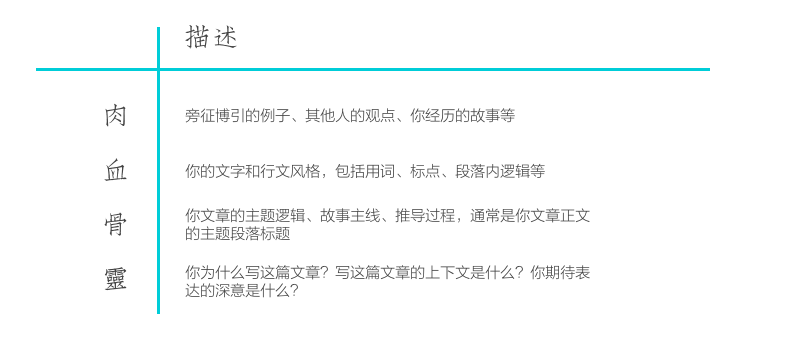 描述
肉
旁征博引的例子、其他人的观点、你经历的故事等
血
你的文字和行文风格，包括用词、标点、段落内逻辑等
骨
你文章的主题逻辑、故事主线、推导过程，通常是你文章正文
的主题段落标题
靈
你为什么写这篇文章？写这篇文章的上下文是什么？你期待表
达的深意是什么？